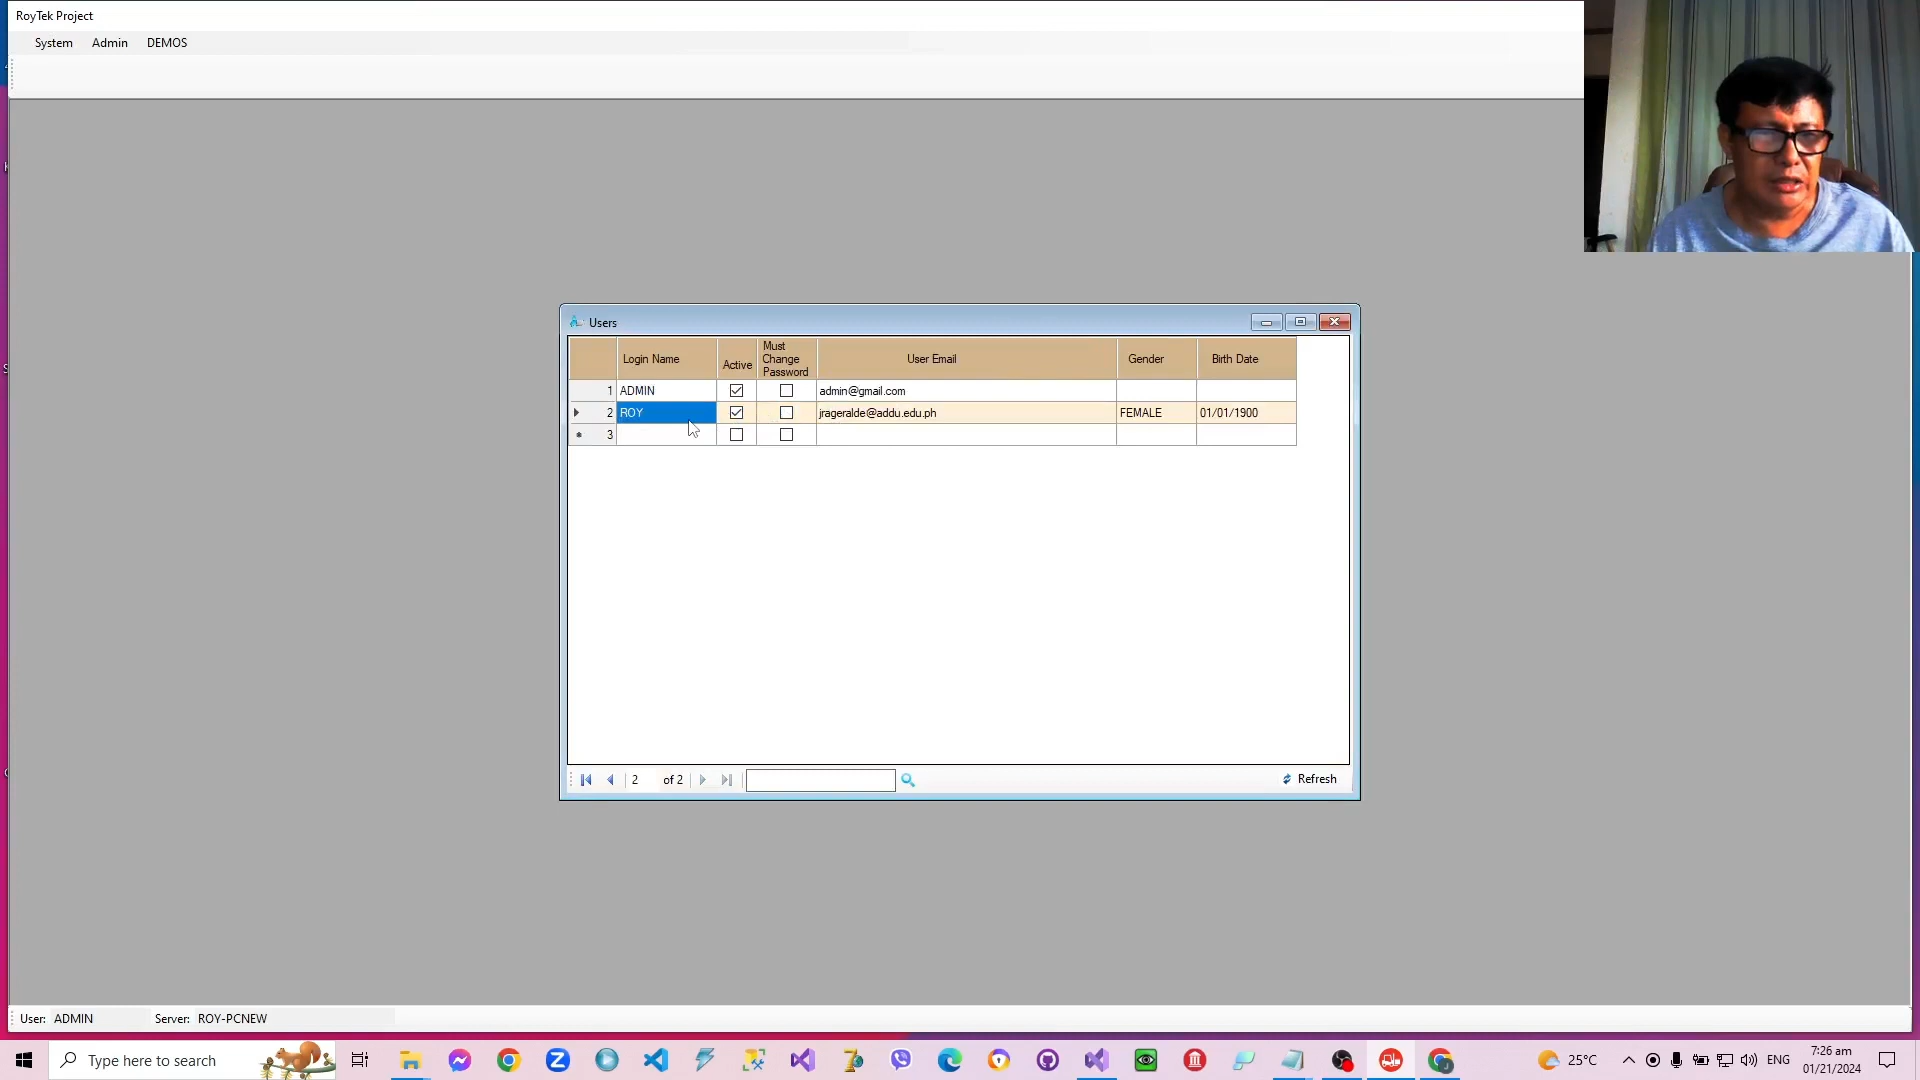 RoyTek Project
System Admin DEMOS
Users
Login Name Active Must Change Password User Email Gender Birth Date
1 ADMIN admin@gmail.com
2 ROY jrageralde@addu.edu.ph FEMALE 01/01/1900
3
2 of 2 Refresh
User: ADMIN Server: ROY-PCNEW
Type here to search 25°C ENG 7:26 am
01/21/2024